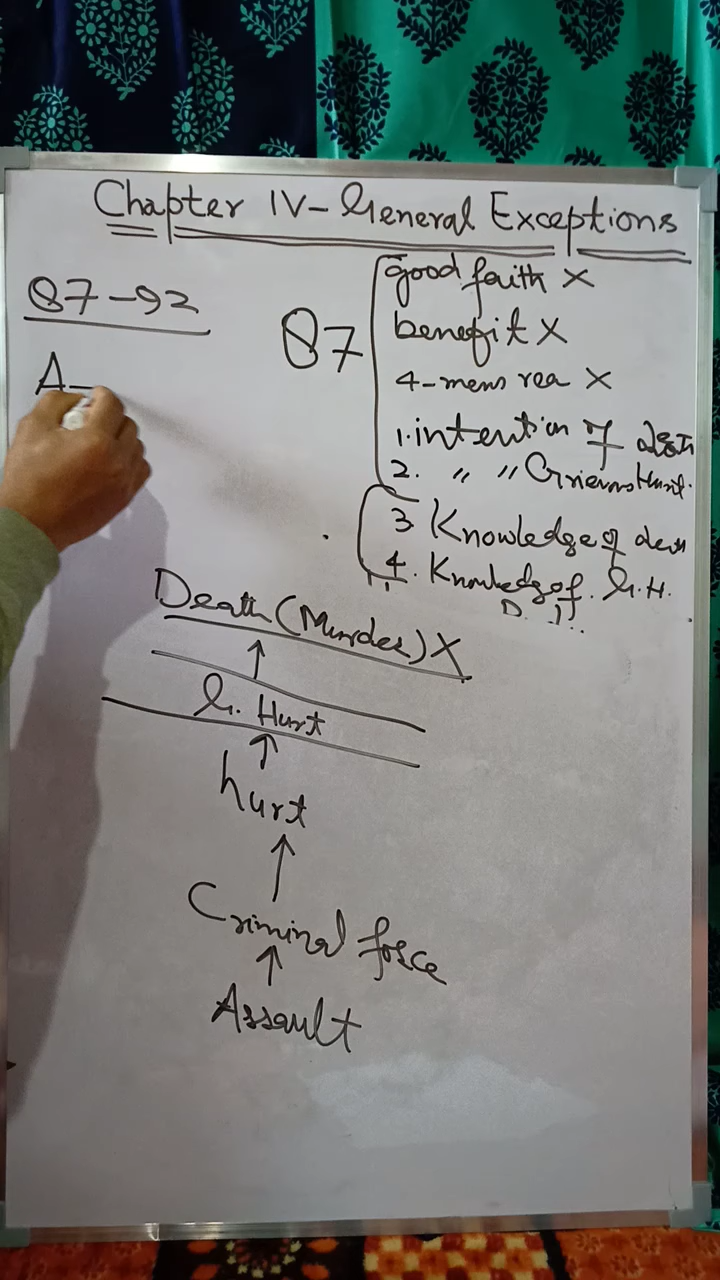 Chapter IV - General Exceptions
87-92
A-
87
good faith X
benefit X
4-mens rea X
1. intention of death
2. " " Grievous Hurt.
3 Knowledge of death
4. Knowledge of. G.H.
D.
Death (Murder) X
G. Hurt
hurt
Criminal force
Assault